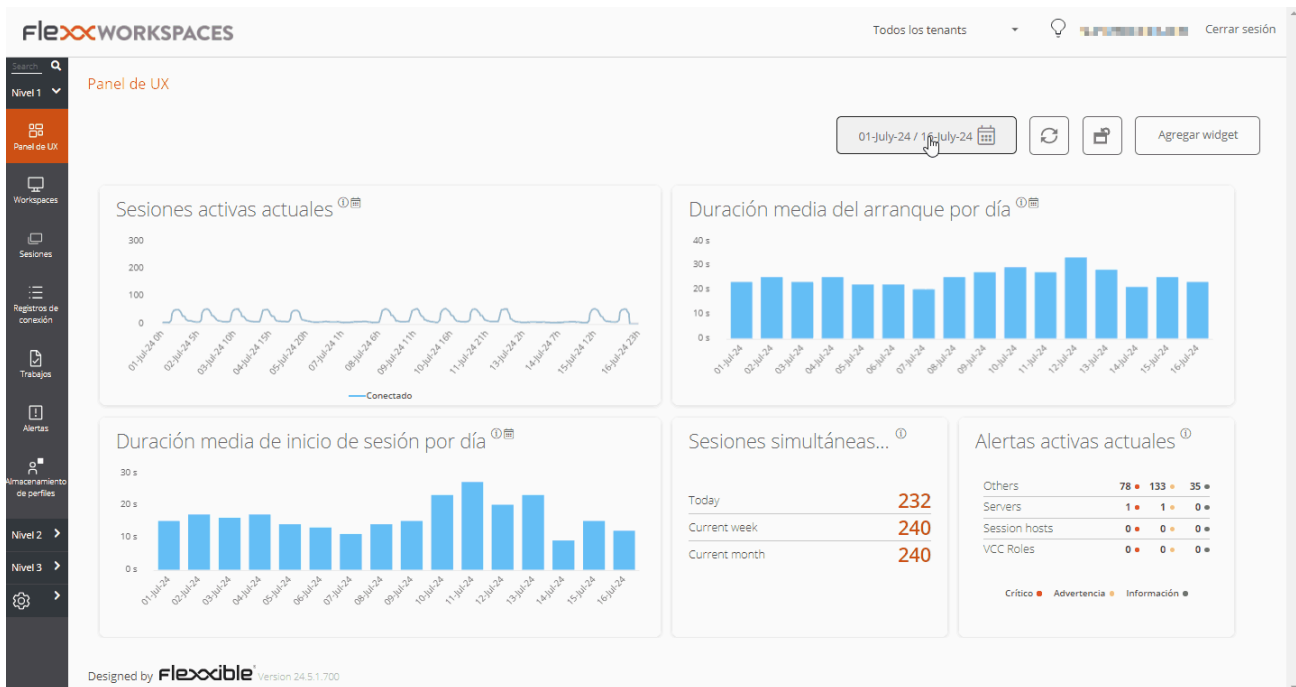 FlexxWORKSPACES
Todos los tenants
Cerrar sesión
Search
Nivel 1
Panel de UX
Workspaces
Sesiones
Registros de
conexión
Trabajos
Alertas
Almacenamiento
de perfiles
Nivel 2
Nivel 3
Panel de UX
01-July-24 / 16-July-24
Agregar widget
Sesiones activas actuales
300
200
100
0
01-Jul-24 0h
02-Jul-24 5h
03-Jul-24 10h
04-Jul-24 15h
05-Jul-24 20h
07-Jul-24 1h
08-Jul-24 6h
09-Jul-24 11h
10-Jul-24 16h
11-Jul-24 21h
13-Jul-24 2h
14-Jul-24 7h
15-Jul-24 12h
16-Jul-24 23h
Conectado
Duración media del arranque por día
40 s
30 s
20 s
10 s
0 s
01-Jul-24
02-Jul-24
03-Jul-24
04-Jul-24
05-Jul-24
06-Jul-24
07-Jul-24
08-Jul-24
09-Jul-24
10-Jul-24
11-Jul-24
12-Jul-24
13-Jul-24
14-Jul-24
15-Jul-24
16-Jul-24
Duración media de inicio de sesión por día
30 s
20 s
10 s
0 s
01-Jul-24
02-Jul-24
03-Jul-24
04-Jul-24
05-Jul-24
06-Jul-24
07-Jul-24
08-Jul-24
09-Jul-24
10-Jul-24
11-Jul-24
12-Jul-24
13-Jul-24
14-Jul-24
15-Jul-24
16-Jul-24
Sesiones simultáneas...
Today 232
Current week 240
Current month 240
Alertas activas actuales
Others 78 133 35
Servers 1 1 0
Session hosts 0 0 0
VCC Roles 0 0 0
Crítico Advertencia Información
Designed by Flexxible Version 24.5.1.700